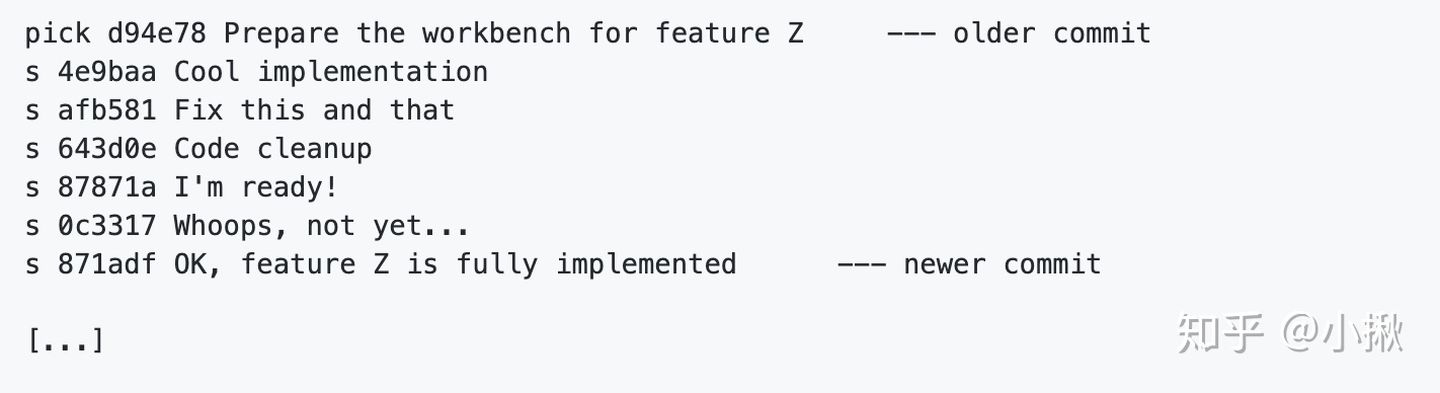 pick d94e78 Prepare the workbench for feature Z     --- older commit
s 4e9baa Cool implementation
s afb581 Fix this and that
s 643d0e Code cleanup
s 87871a I'm ready!
s 0c3317 Whoops, not yet...
s 871adf OK, feature Z is fully implemented      --- newer commit
[...]
知乎 @小揪